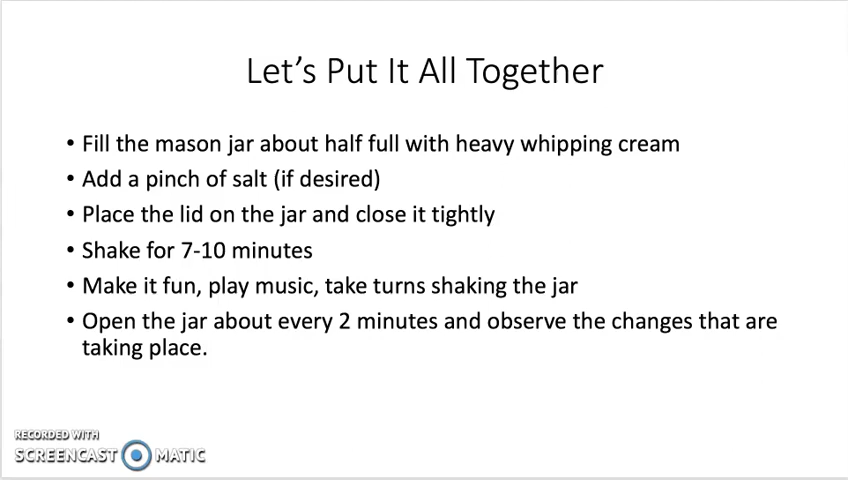 Let’s Put It All Together
• Fill the mason jar about half full with heavy whipping cream
• Add a pinch of salt (if desired)
• Place the lid on the jar and close it tightly
• Shake for 7-10 minutes
• Make it fun, play music, take turns shaking the jar
• Open the jar about every 2 minutes and observe the changes that are
taking place.
RECORDED WITH
SCREENCAST MATIC